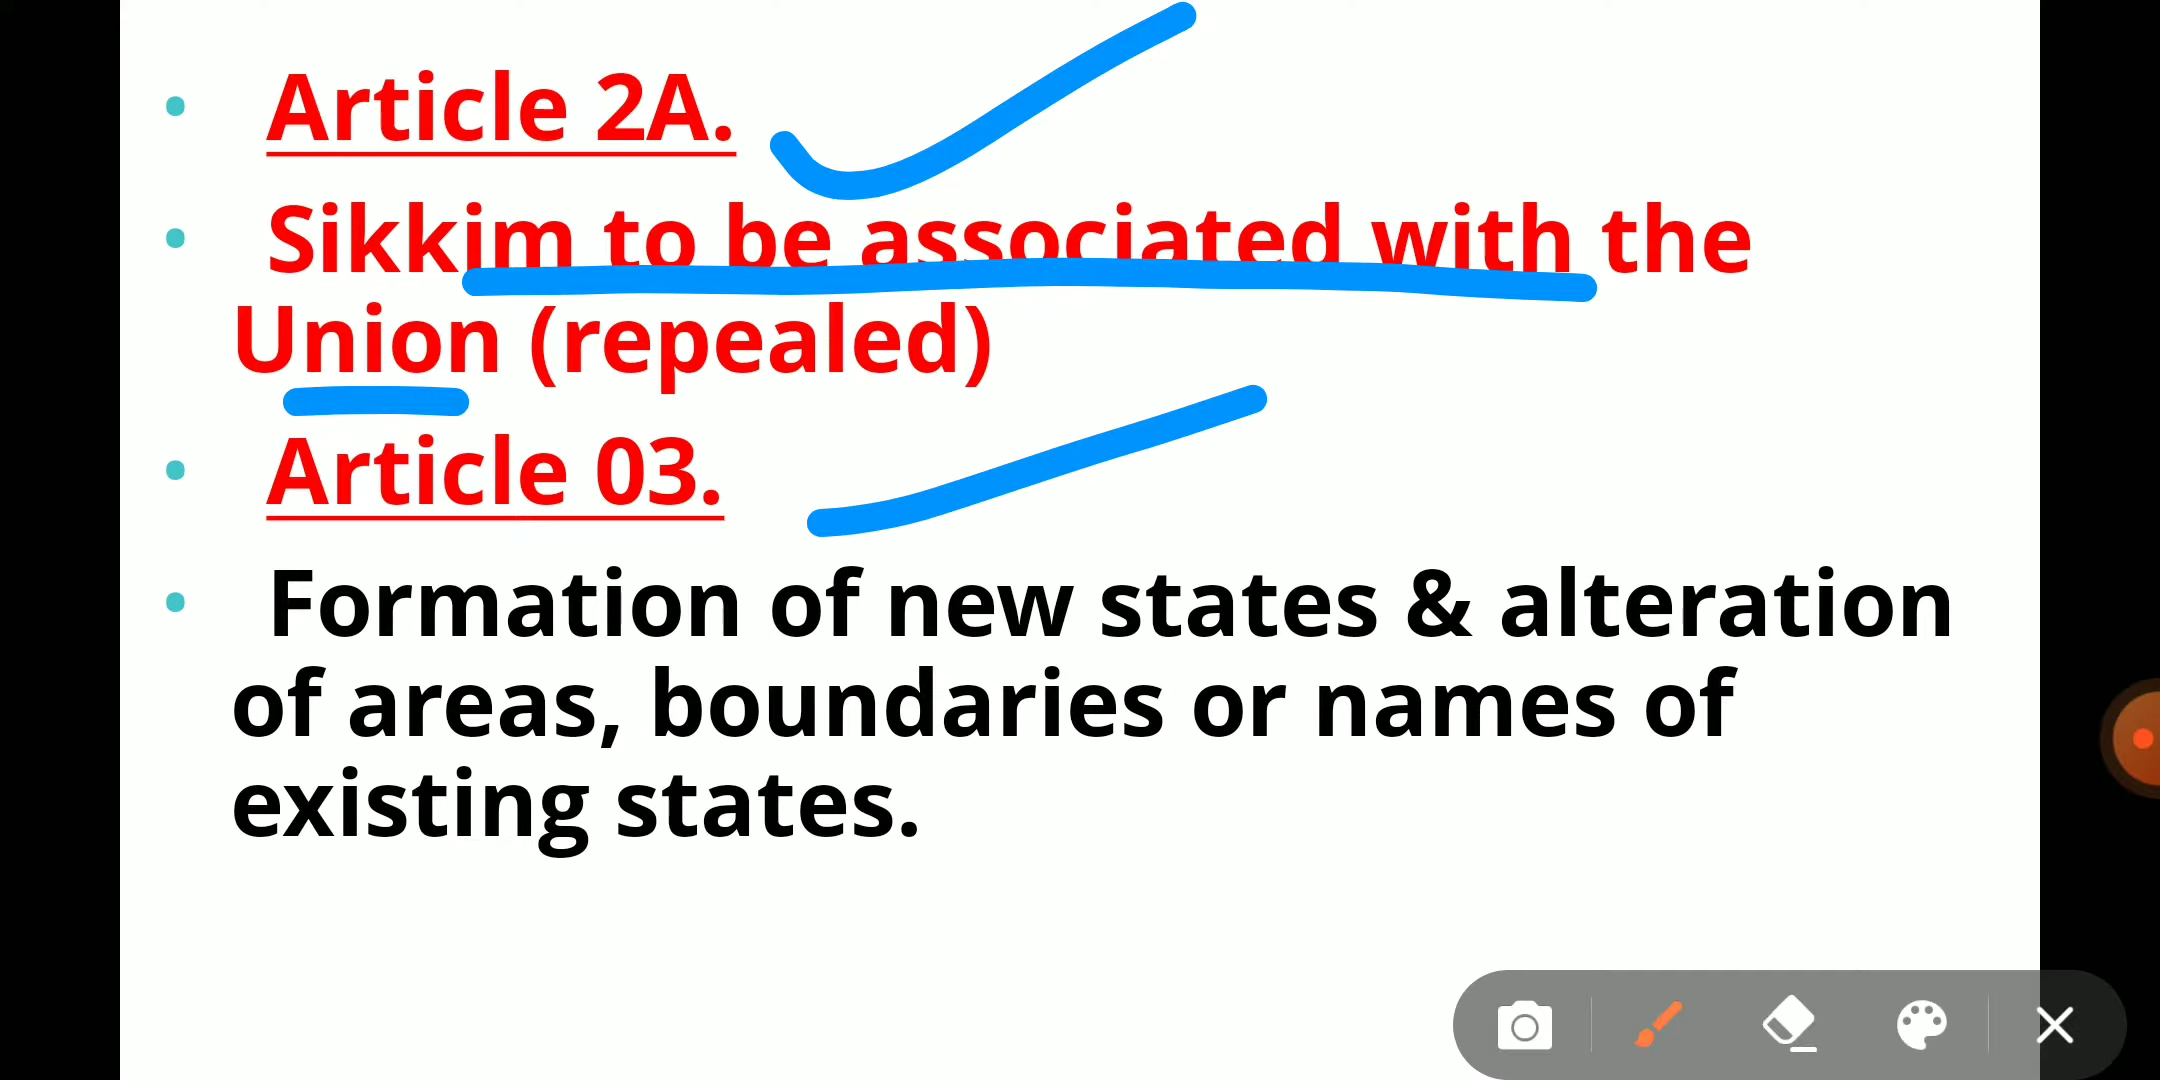 • Article 2A.
• Sikkim to be associated with the
Union (repealed)
• Article 03.
• Formation of new states & alteration
of areas, boundaries or names of
existing states.